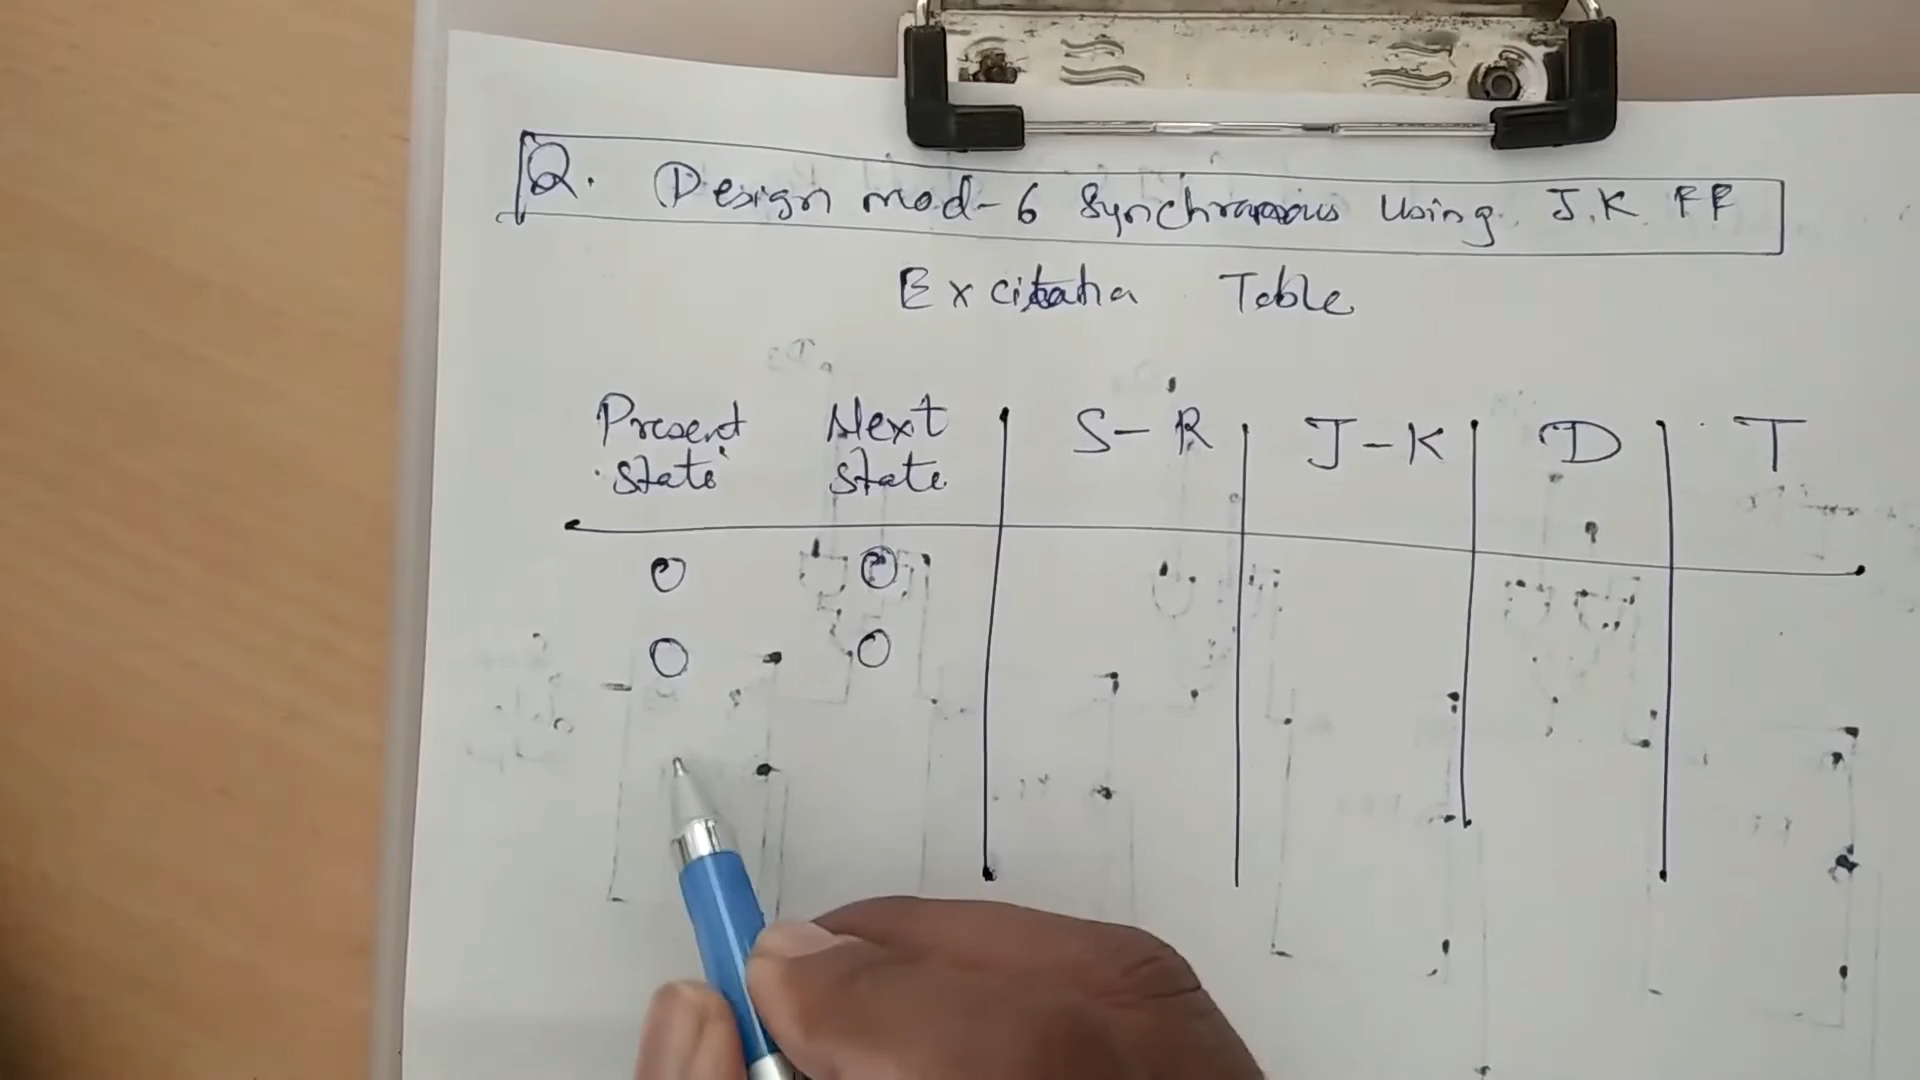 Q. Design mod-6 Synchronous Using J.K FF
Excitation Table
Present state Next state S-R J-K D T
0 0
0 0